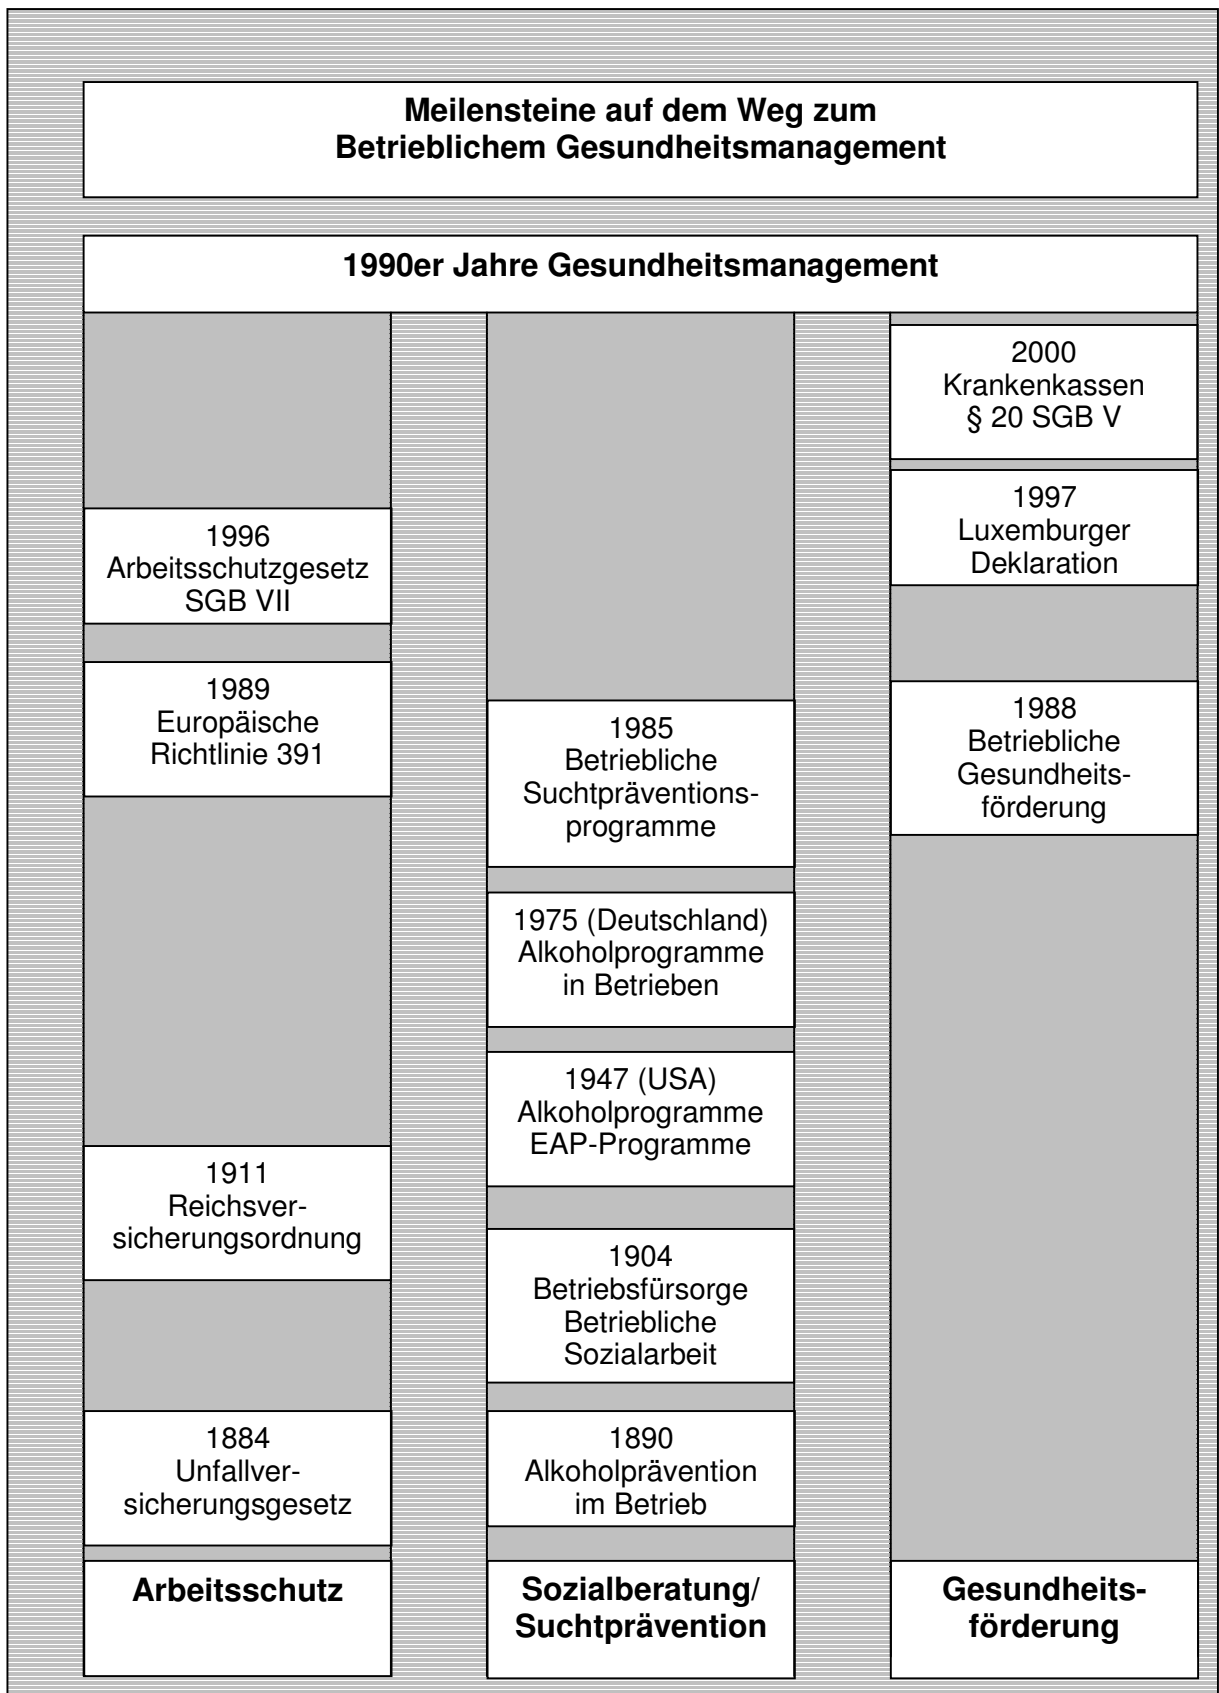 Meilensteine auf dem Weg zum
Betrieblichem Gesundheitsmanagement
1990er Jahre Gesundheitsmanagement
1996
Arbeitsschutzgesetz
SGB VII
1989
Europäische
Richtlinie 391
1911
Reichsver-
sicherungsordnung
1884
Unfallver-
sicherungsgesetz
Arbeitsschutz
1985
Betriebliche
Suchtpräventions-
programme
1975 (Deutschland)
Alkoholprogramme
in Betrieben
1947 (USA)
Alkoholprogramme
EAP-Programme
1904
Betriebsfürsorge
Betriebliche
Sozialarbeit
1890
Alkoholprävention
im Betrieb
Sozialberatung/
Suchtprävention
2000
Krankenkassen
§ 20 SGB V
1997
Luxemburger
Deklaration
1988
Betriebliche
Gesundheits-
förderung
Gesundheits-
förderung